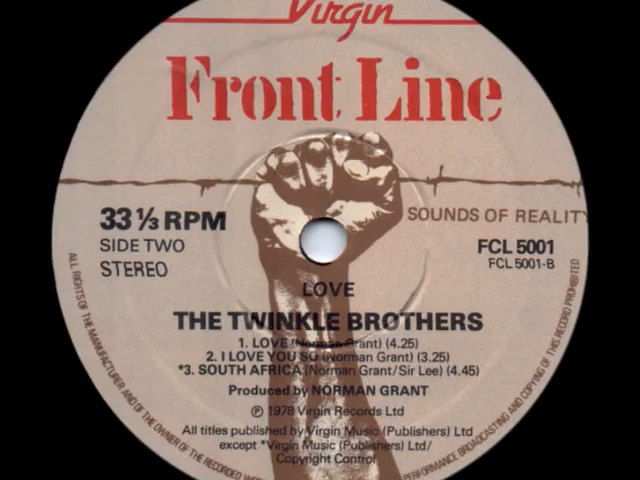 Virgin
Front Line
SOUNDS OF REALITY
33 ⅓ RPM
SIDE TWO
STEREO
FCL 5001
FCL 5001-B
LOVE
THE TWINKLE BROTHERS
1. LOVE (Norman Grant) (4.25)
2. I LOVE YOU SO (Norman Grant) (3.25)
*3. SOUTH AFRICA (Norman Grant/Sir Lee) (4.45)
Produced by NORMAN GRANT
℗ 1978 Virgin Records Ltd
All titles published by Virgin Music (Publishers) Ltd
except *Virgin Music (Publishers) Ltd/
Copyright Control
ALL RIGHTS OF THE MANUFACTURER AND OF THE OWNER OF THE RECORDED
PERFORMANCE BROADCASTING AND COPYING OF THIS RECORD PROHIBITED